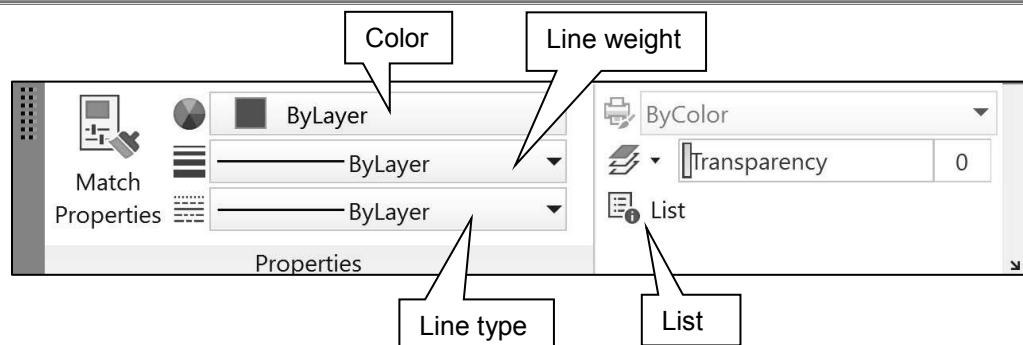 Color
Line weight
ByLayer
ByColor
ByLayer
Transparency 0
Match
Properties
ByLayer
List
Properties
Line type
List